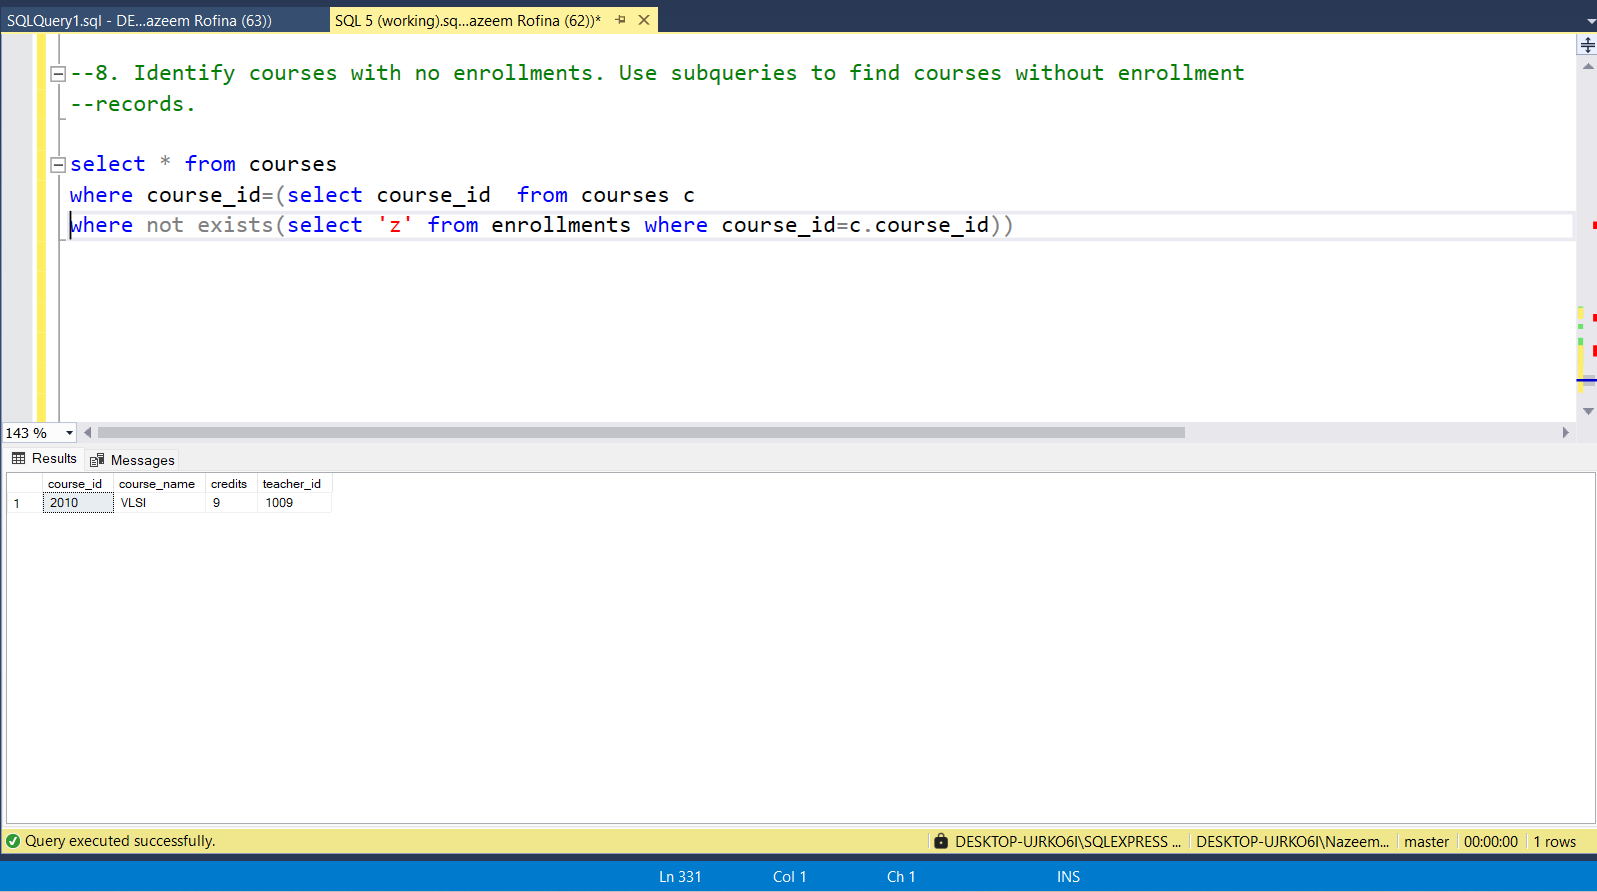 SQLQuery1.sql - DE...azeem Rofina (63))
SQL 5 (working).sq...azeem Rofina (62))*
--8. Identify courses with no enrollments. Use subqueries to find courses without enrollment
--records.
select * from courses
where course_id=(select course_id  from courses c
where not exists(select 'z' from enrollments where course_id=c.course_id))
143 %
Results
Messages
course_id course_name credits teacher_id
1 2010 VLSI 9 1009
Query executed successfully.
DESKTOP-UJRKO6I\SQLEXPRESS ... DESKTOP-UJRKO6I\Nazeem... master 00:00:00 1 rows
Ln 331 Col 1 Ch 1 INS